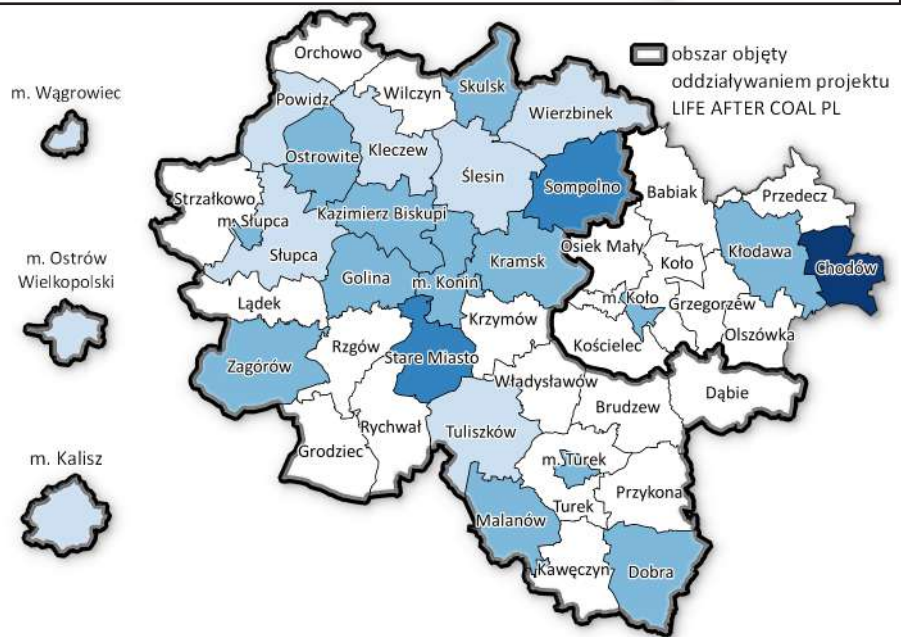 Orchowo
obszar objęty
oddziaływaniem projektu
LIFE AFTER COAL PL
m. Wągrowiec
Powidz
Wilczyn
Skulsk
Wierzbinek
Ostrowite
Kleczew
Ślesin
Sompolno
Strzałkowo
m. Słupca
Kazimierz Biskupi
Babiak
Przedecz
Słupca
Osiek Mały
Koło
Kłodawa
Chodów
m. Ostrów
Wielkopolski
Golina
m. Konin
Kramsk
Lądek
Krzymów
m. Koło
Grzegorzew
Kościelec
Olszówka
Zagórów
Rzgów
Stare Miasto
Władysławów
Dąbie
Brudzew
Grodziec
Rychwał
Tuliszków
m. Kalisz
m. Turek
Przykona
Turek
Malanów
Kawęczyn
Dobra